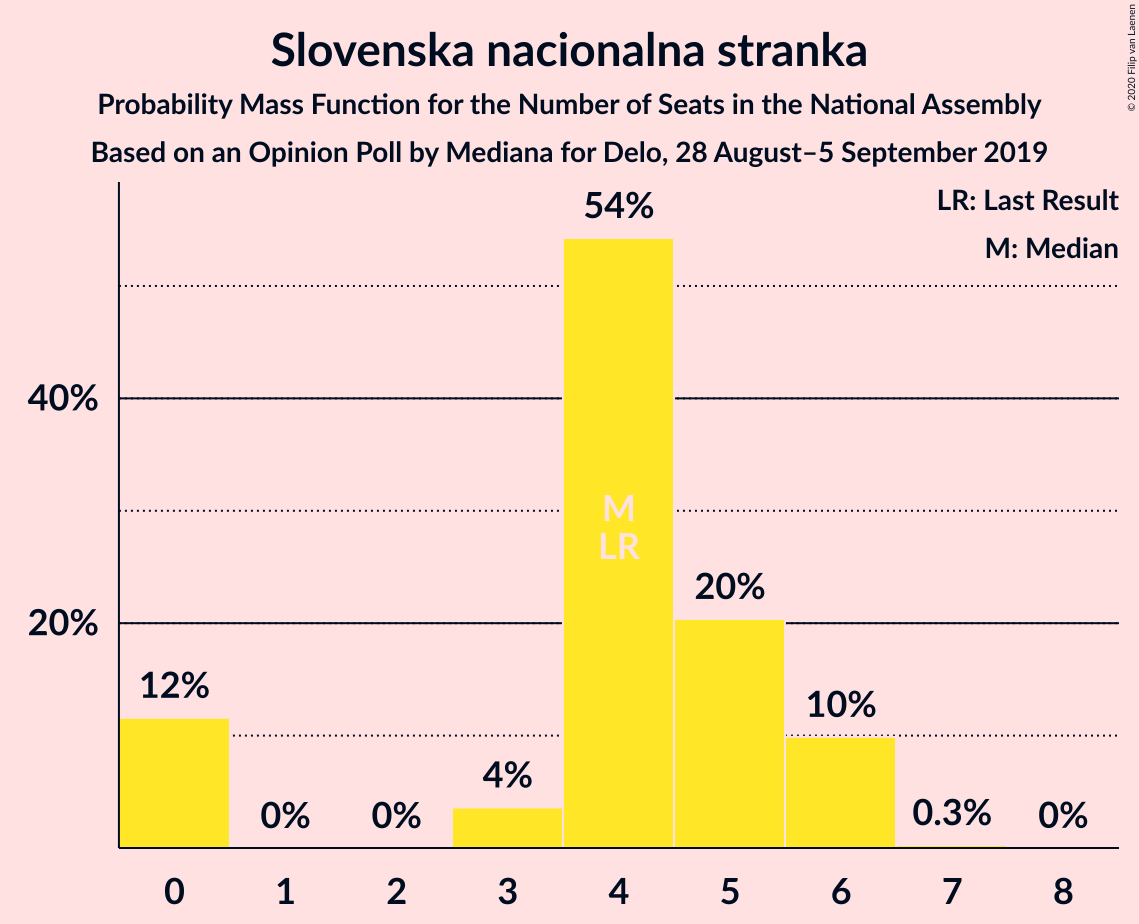 Slovenska nacionalna stranka
Probability Mass Function for the Number of Seats in the National Assembly
Based on an Opinion Poll by Mediana for Delo, 28 August–5 September 2019
© 2020 Filip van Laenen
LR: Last Result
M: Median
40%
20%
12%
0%
0%
4%
54%
M
LR
20%
10%
0.3%
0%
0
1
2
3
4
5
6
7
8